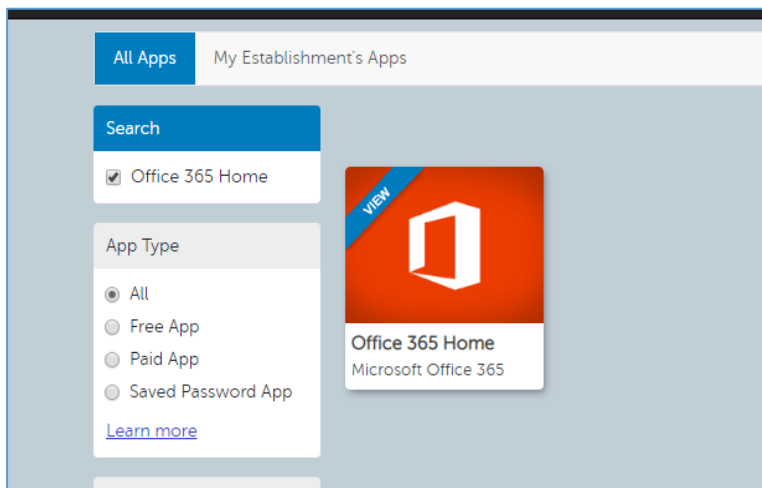 All Apps My Establishment's Apps
Search
Office 365 Home
App Type
All
Free App
Paid App
Saved Password App
Learn more
VIEW
Office 365 Home
Microsoft Office 365